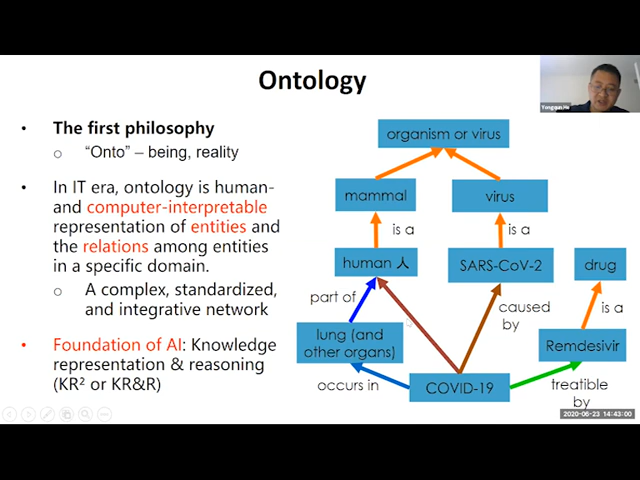 Ontology
Yongqun He
• The first philosophy
○ “Onto” – being, reality
• In IT era, ontology is human-
and computer-interpretable
representation of entities and
the relations among entities
in a specific domain.
○ A complex, standardized,
and integrative network
• Foundation of AI: Knowledge
representation & reasoning
(KR² or KR&R)
organism or virus
mammal
virus
is a
is a
human 人
SARS-CoV-2
drug
part of
caused
by
is a
lung (and
other organs)
Remdesivir
occurs in
COVID-19
treatible
by
2020-06-23 14:43:00